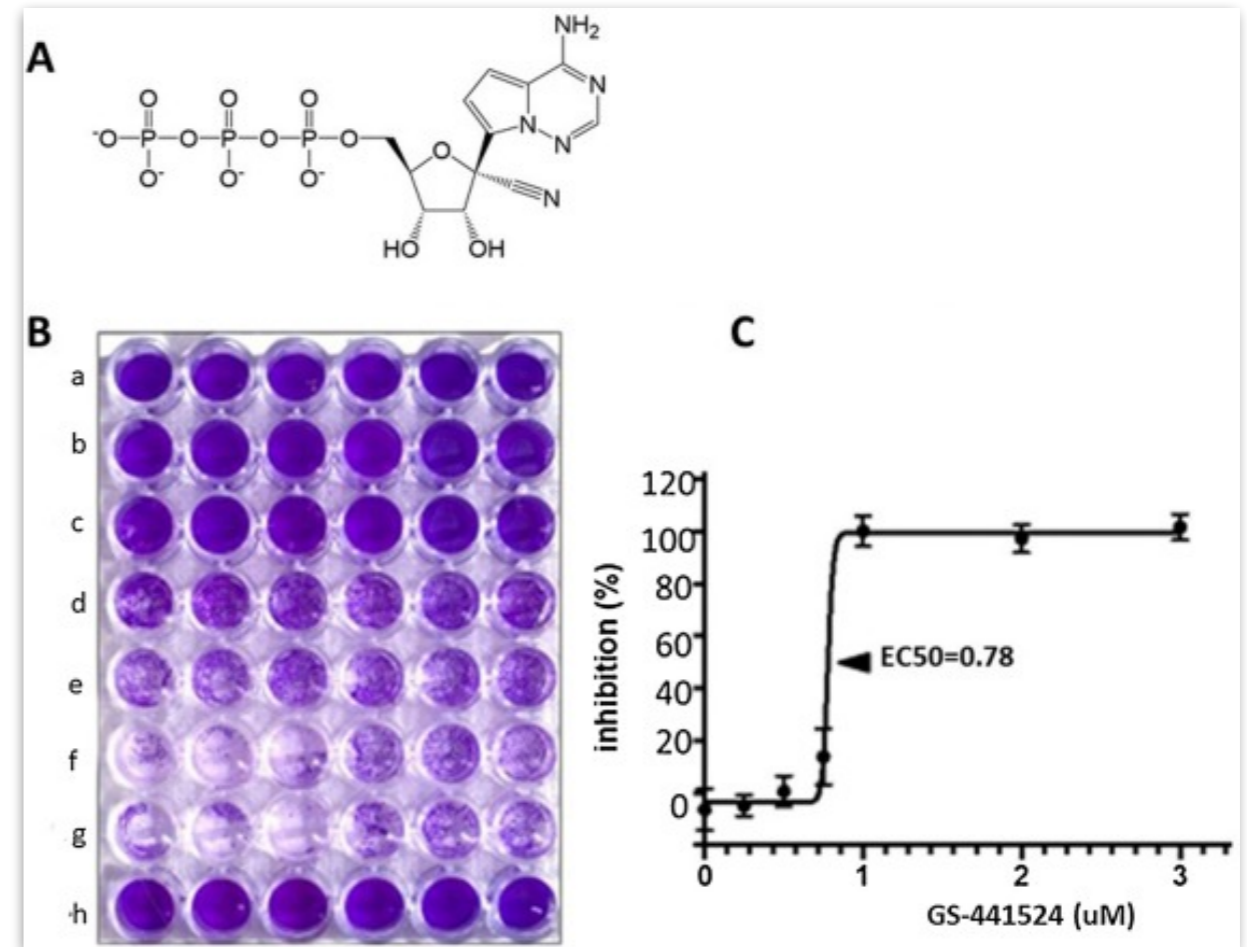 A
NH2
N
N
N
O O O
-O P O P O P O
O- O- O-
O
N
HO OH
B
a
b
c
d
e
f
g
h
C
120
100
80
60
40
20
0
inhibition (%)
EC50=0.78
0 1 2 3
GS-441524 (uM)